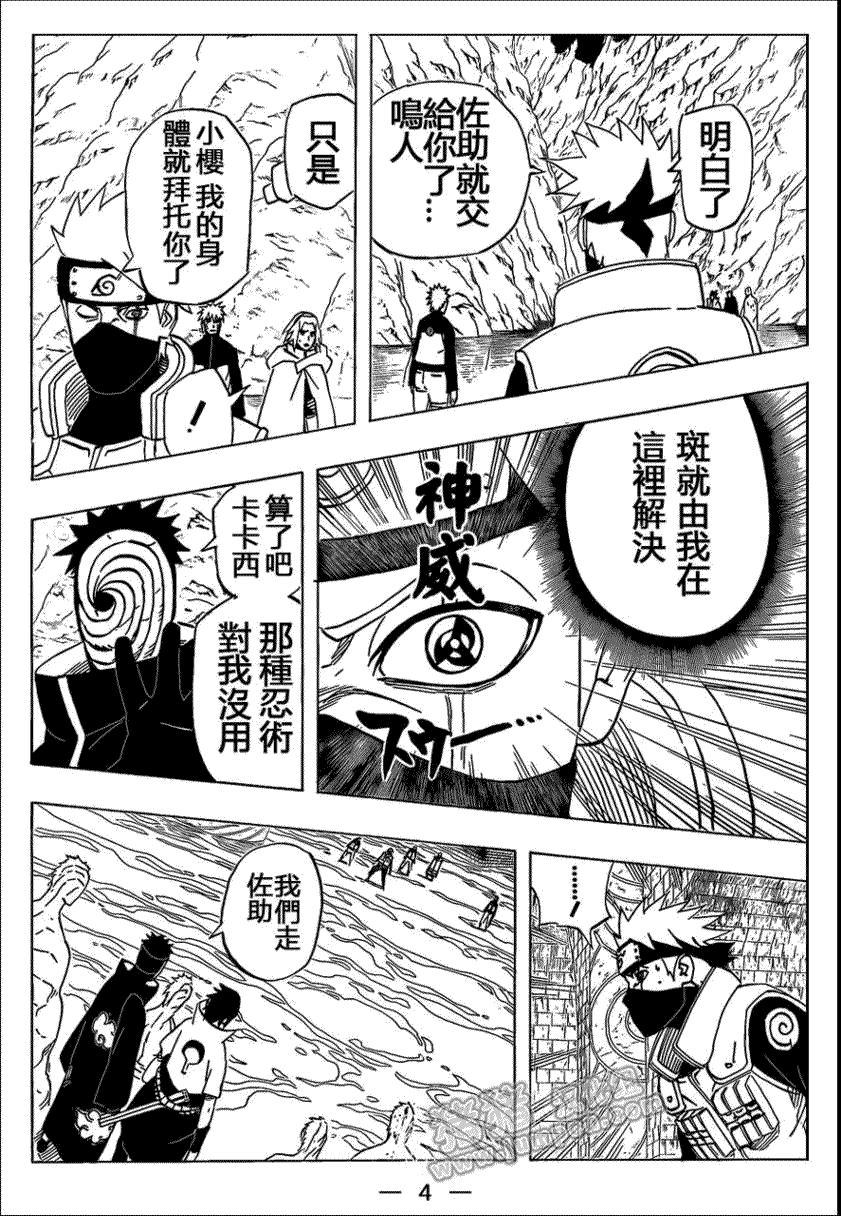 明白了
佐助就交
給你了…
鳴人
只是
小櫻 我的身
體就拜托你了
！
斑就由我在
這裡解決
神威
スゥー…
算了吧
卡卡西
那種忍術
對我沒用
……！
我們走
佐助
— 4 —